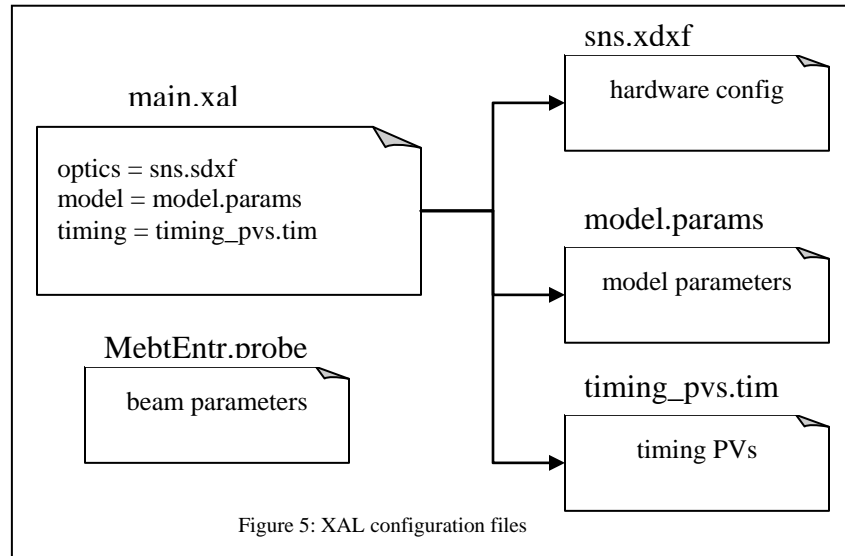 main.xal
optics = sns.sdxf
model = model.params
timing = timing_pvs.tim
MebtEntr.probe
beam parameters
sns.xdxf
hardware config
model.params
model parameters
timing_pvs.tim
timing PVs
Figure 5: XAL configuration files